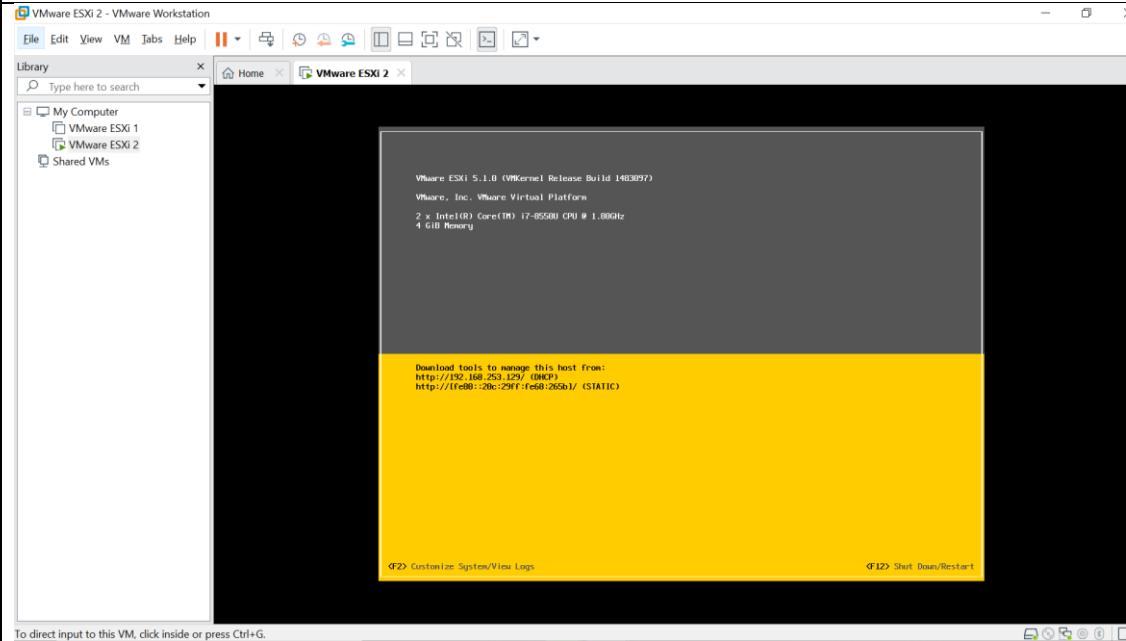 VMware ESXi 2 - VMware Workstation
File Edit View VM Tabs Help
Library
Home
VMware ESXi 2
Type here to search
My Computer
VMware ESXi 1
VMware ESXi 2
Shared VMs
VMware ESXi 5.1.0 (VMKernel Release Build 1483097)
VMware, Inc. VMware Virtual Platform
2 x Intel(R) Core(TM) i7-8550U CPU @ 1.80GHz
4 GiB Memory
Download tools to manage this host from:
http://192.168.253.129/ (DHCP)
http://[fe80::20c:29ff:fe68:265b]/ (STATIC)
<F2> Customize System/View Logs
<F12> Shut Down/Restart
To direct input to this VM, click inside or press Ctrl+G.